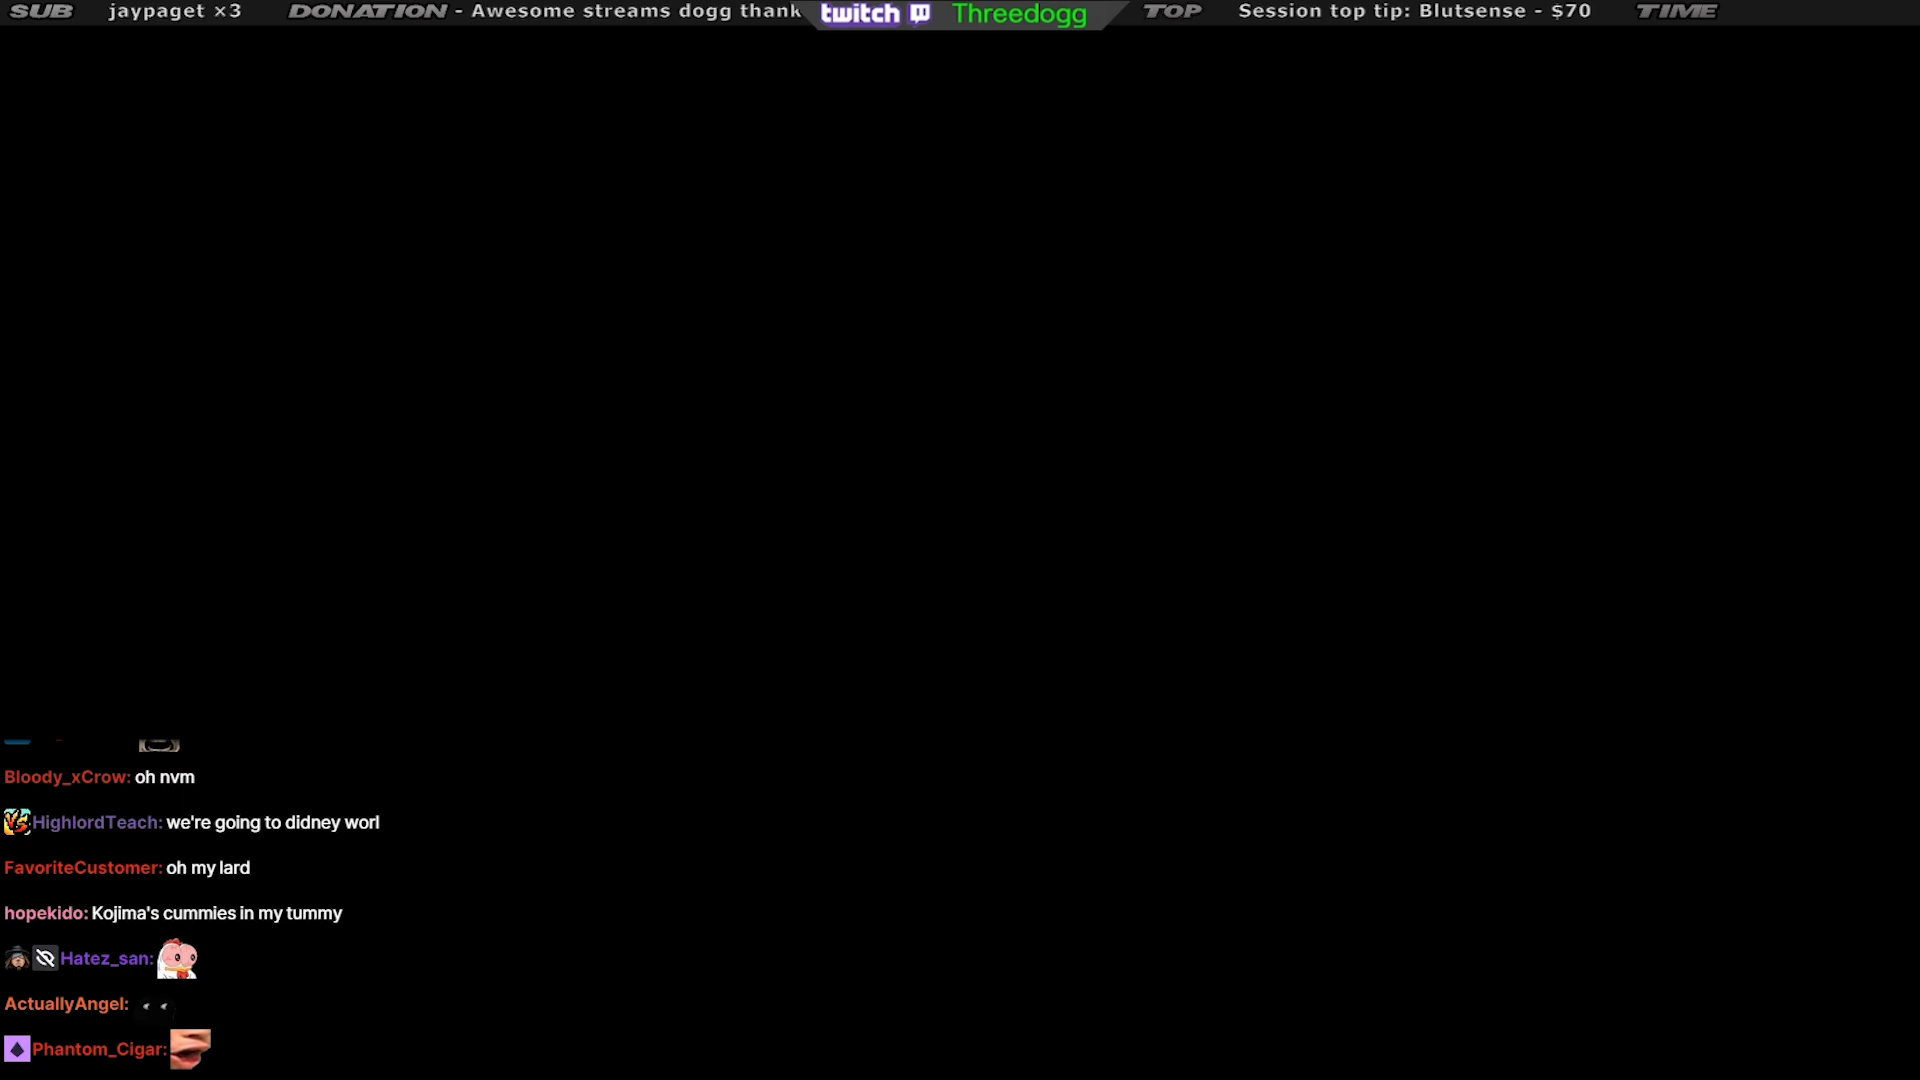 SUB jaypaget ×3 DONATION - Awesome streams dogg thank twitch Threedogg TOP Session top tip: Blutsense - $70 TIME
Bloody_xCrow: oh nvm
HighlordTeach: we're going to didney worl
FavoriteCustomer: oh my lard
hopekido: Kojima's cummies in my tummy
Hatez_san:
ActuallyAngel:
Phantom_Cigar: